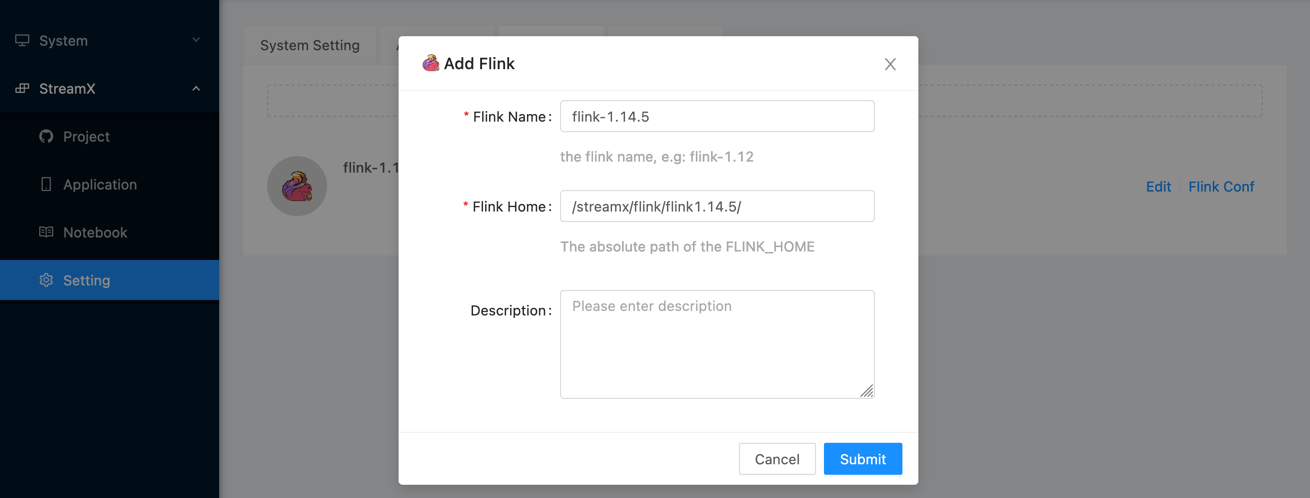 System
StreamX
Project
Application
Notebook
Setting
System Setting
Add Flink
* Flink Name:
flink-1.14.5
the flink name, e.g: flink-1.12
* Flink Home:
/streamx/flink/flink1.14.5/
The absolute path of the FLINK_HOME
Description:
Please enter description
Cancel
Submit
flink-1.1
Edit
Flink Conf